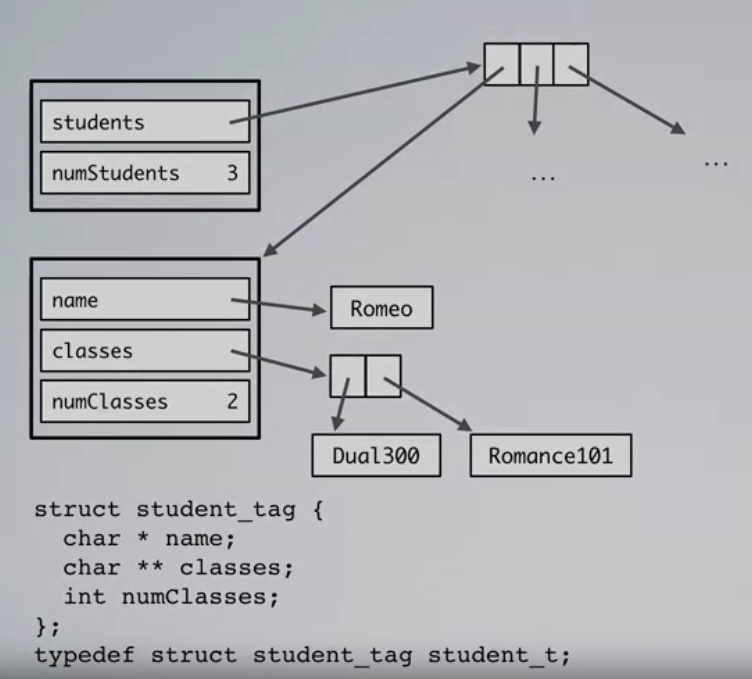 students
numStudents 3
...
...
name
Romeo
classes
numClasses 2
Dual300
Romance101
struct student_tag {
char * name;
char ** classes;
int numClasses;
};
typedef struct student_tag student_t;